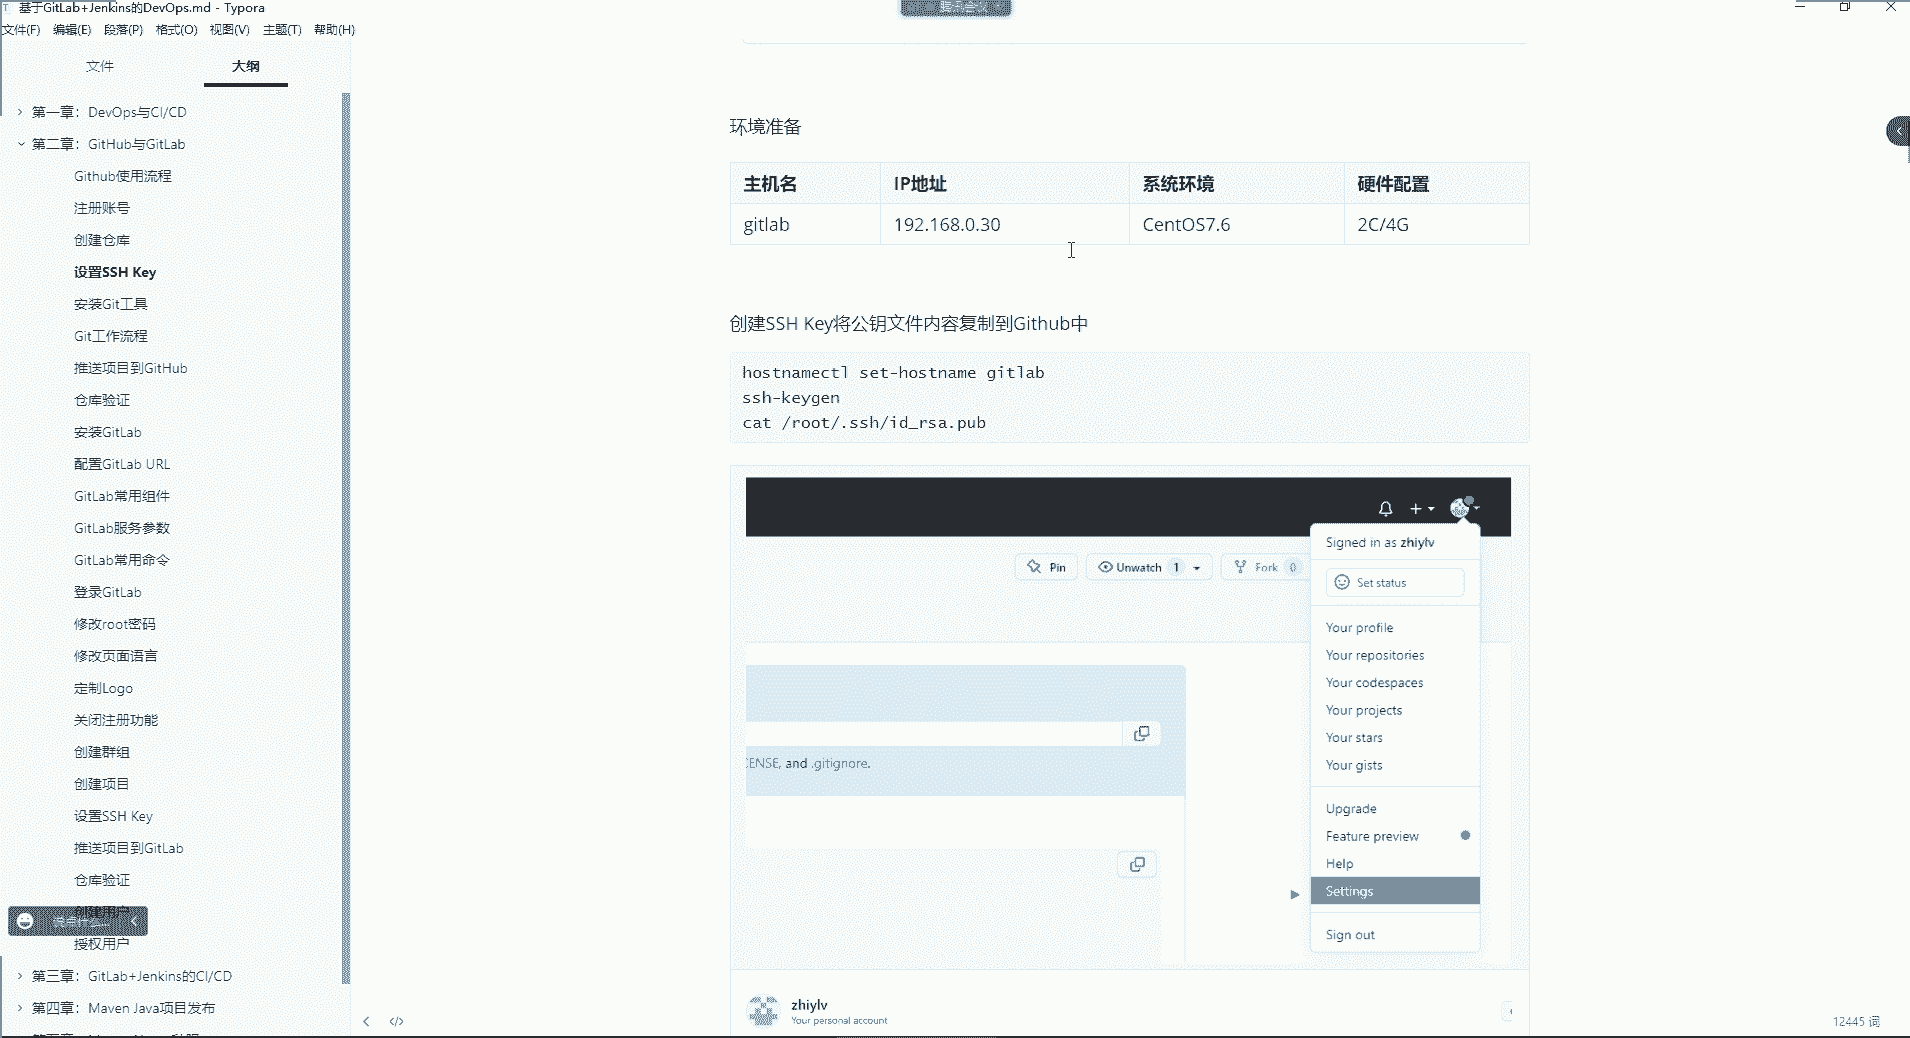 基于GitLab+Jenkins的DevOps.md - Typora
文件(F) 编辑(E) 段落(P) 格式(O) 视图(V) 主题(T) 帮助(H)
文件 大纲
第一章：DevOps与CI/CD
第二章：GitHub与GitLab
Github使用流程
注册账号
创建仓库
设置SSH Key
安装Git工具
Git工作流程
推送项目到GitHub
仓库验证
安装GitLab
配置GitLab URL
GitLab常用组件
GitLab服务参数
GitLab常用命令
登录GitLab
修改root密码
修改页面语言
定制Logo
关闭注册功能
创建群组
创建项目
设置SSH Key
推送项目到GitLab
仓库验证
创建用户
授权用户
第三章：GitLab+Jenkins的CI/CD
第四章：Maven Java项目发布
环境准备
主机名 IP地址 系统环境 硬件配置
gitlab 192.168.0.30 CentOS7.6 2C/4G
创建SSH Key将公钥文件内容复制到Github中
hostnamectl set-hostname gitlab
ssh-keygen
cat /root/.ssh/id_rsa.pub
Signed in as zhiylv
Pin Unwatch 1 Fork 0
Set status
Your profile
Your repositories
Your codespaces
Your projects
Your stars
Your gists
CENSE, and .gitignore.
Upgrade
Feature preview
Help
Settings
Sign out
zhiylv
Your personal account
12445 词